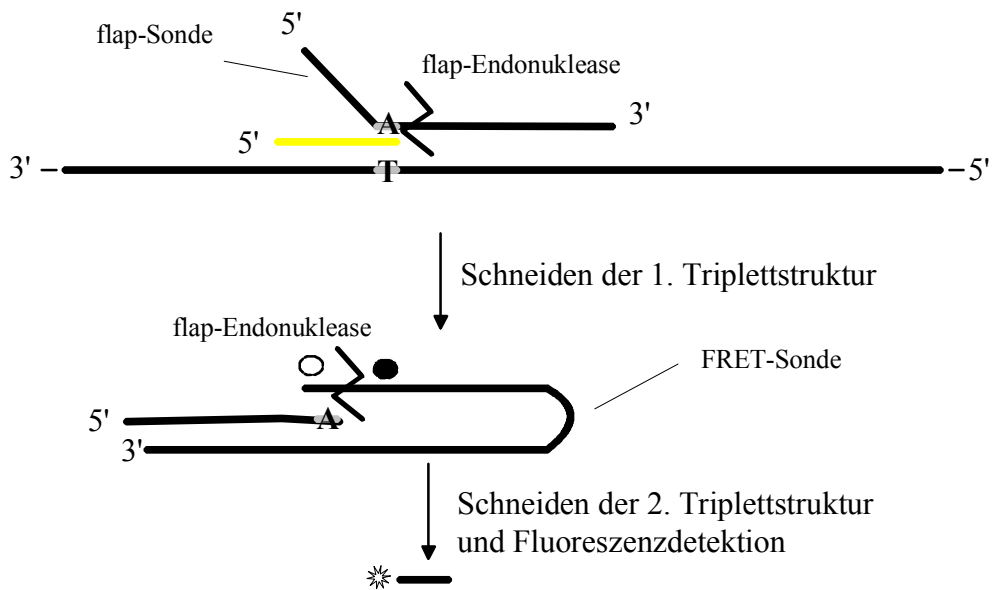 5'
flap-Sonde
flap-Endonuklease
A
3'
5'
3'
T
5'
Schneiden der 1. Triplettstruktur
flap-Endonuklease
FRET-Sonde
5'
A
3'
Schneiden der 2. Triplettstruktur
und Fluoreszenzdetektion